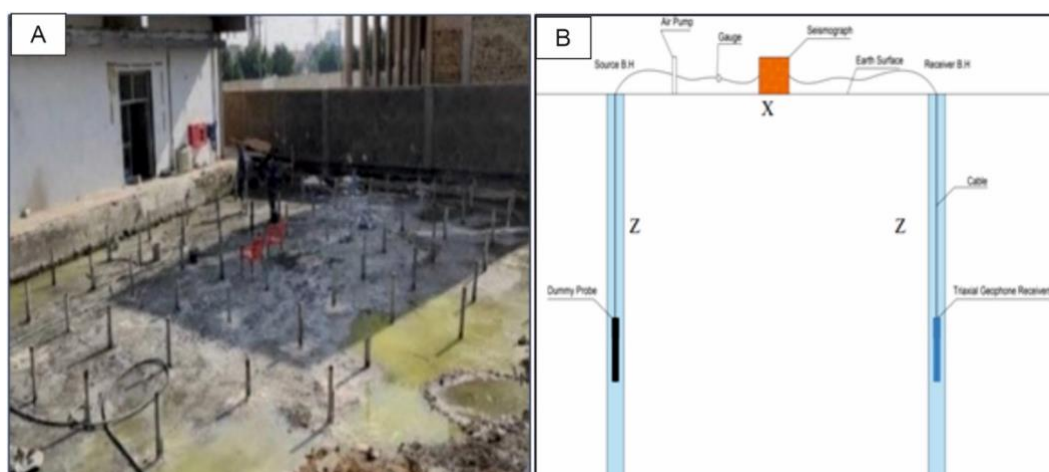 A
B
Air Pump
Seismograph
Gauge
Source B.H
Earth Surface
Receiver B.H
X
Cable
Z
Z
Dummy Probe
Triaxial Geophone Receiver